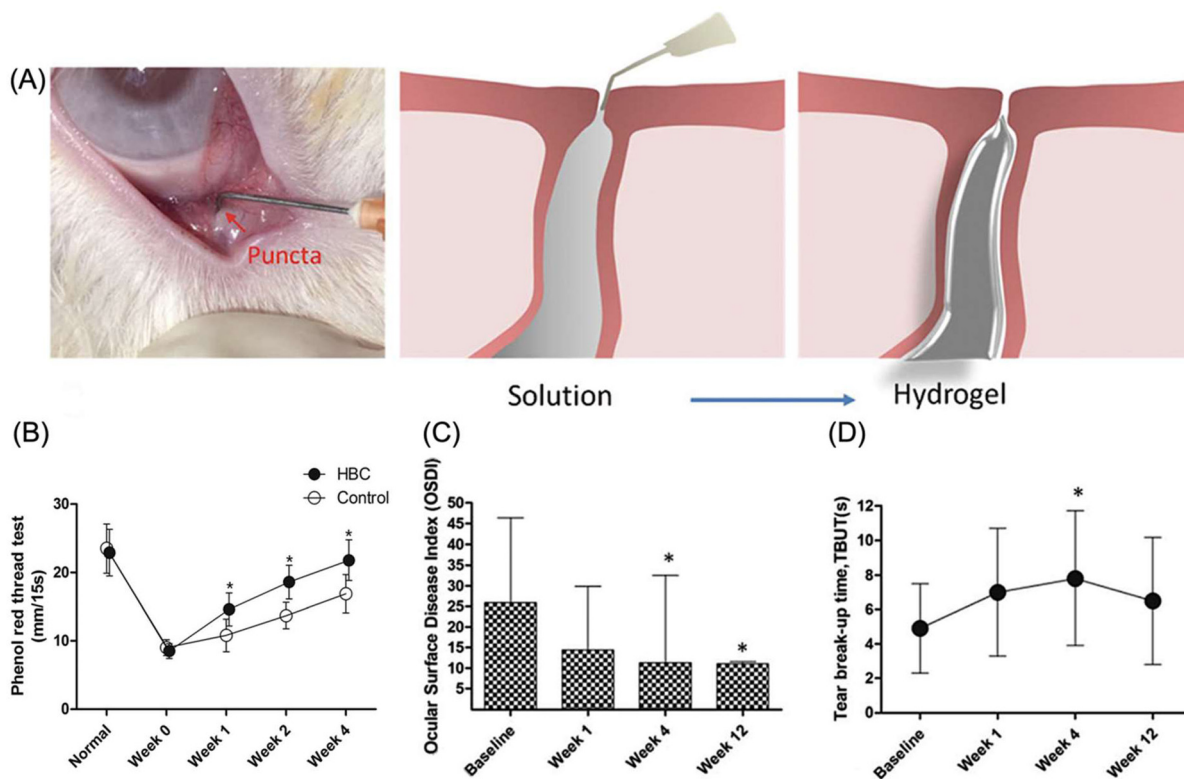 (A)
Puncta
Solution
Hydrogel
(B)
HBC
Control
Phenol red thread test
(mm/15s)
30
20
10
0
*
*
*
Normal
Week 0
Week 1
Week 2
Week 4
(C)
Ocular Surface Disease Index (OSDI)
50
45
40
35
30
25
20
15
10
5
*
*
Baseline
Week 1
Week 4
Week 12
(D)
Tear break-up time,TBUT(s)
12
10
8
6
4
2
0
*
Baseline
Week 1
Week 4
Week 12